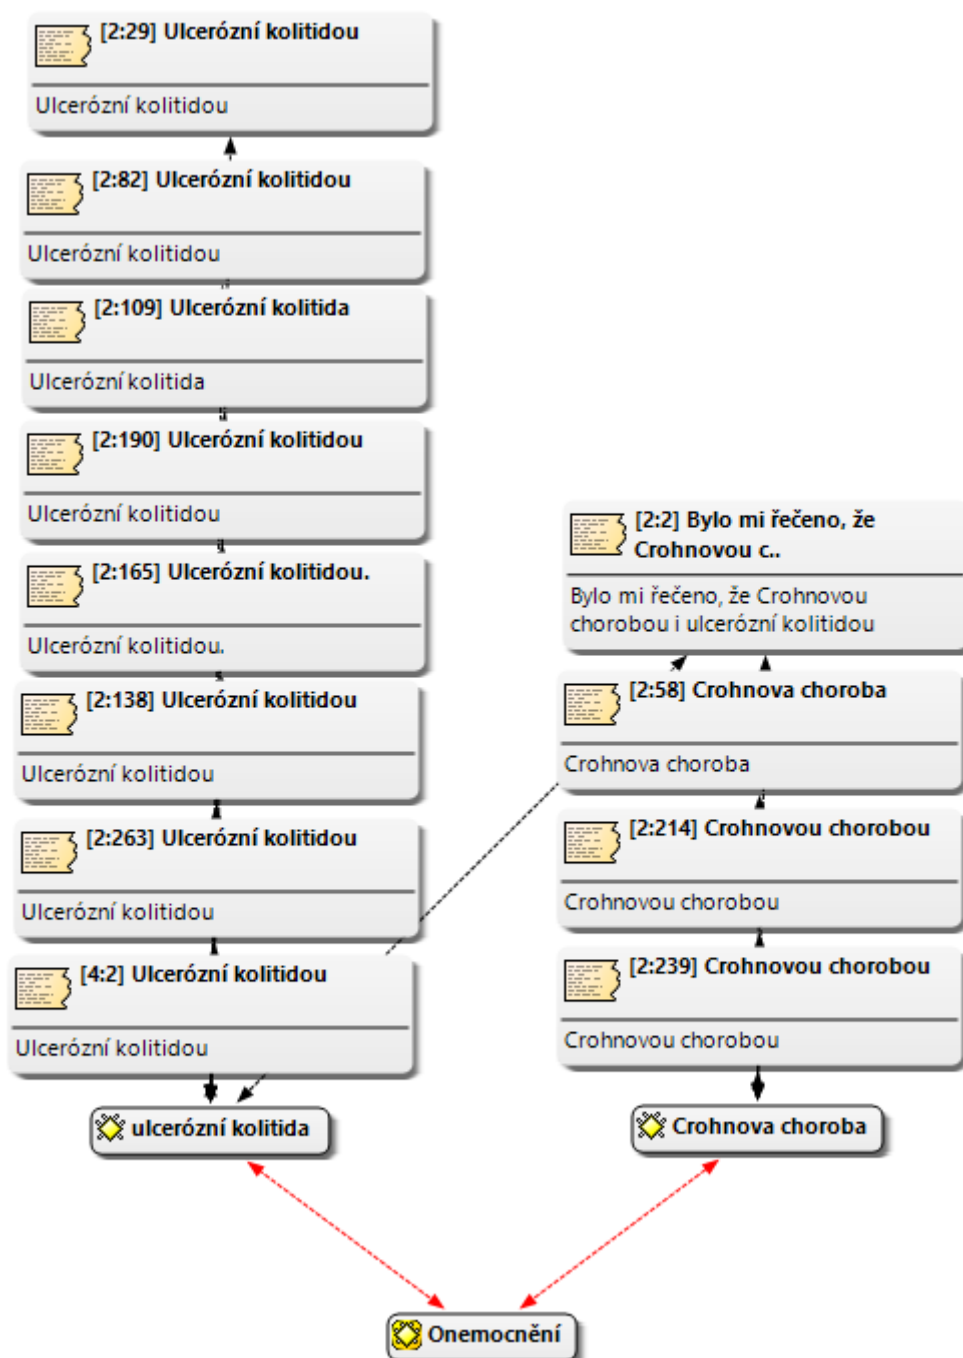 [2:29] Ulcerózní kolitidou
Ulcerózní kolitidou
[2:82] Ulcerózní kolitidou
Ulcerózní kolitidou
[2:109] Ulcerózní kolitida
Ulcerózní kolitida
[2:190] Ulcerózní kolitidou
Ulcerózní kolitidou
[2:165] Ulcerózní kolitidou.
Ulcerózní kolitidou.
[2:138] Ulcerózní kolitidou
Ulcerózní kolitidou
[2:263] Ulcerózní kolitidou
Ulcerózní kolitidou
[4:2] Ulcerózní kolitidou
Ulcerózní kolitidou
ulcerózní kolitida
[2:2] Bylo mi řečeno, že
Crohnovou c..
Bylo mi řečeno, že Crohnovou
chorobou i ulcerózní kolitidou
[2:58] Crohnova choroba
Crohnova choroba
[2:214] Crohnovou chorobou
Crohnovou chorobou
[2:239] Crohnovou chorobou
Crohnovou chorobou
Crohnova choroba
Onemocnění